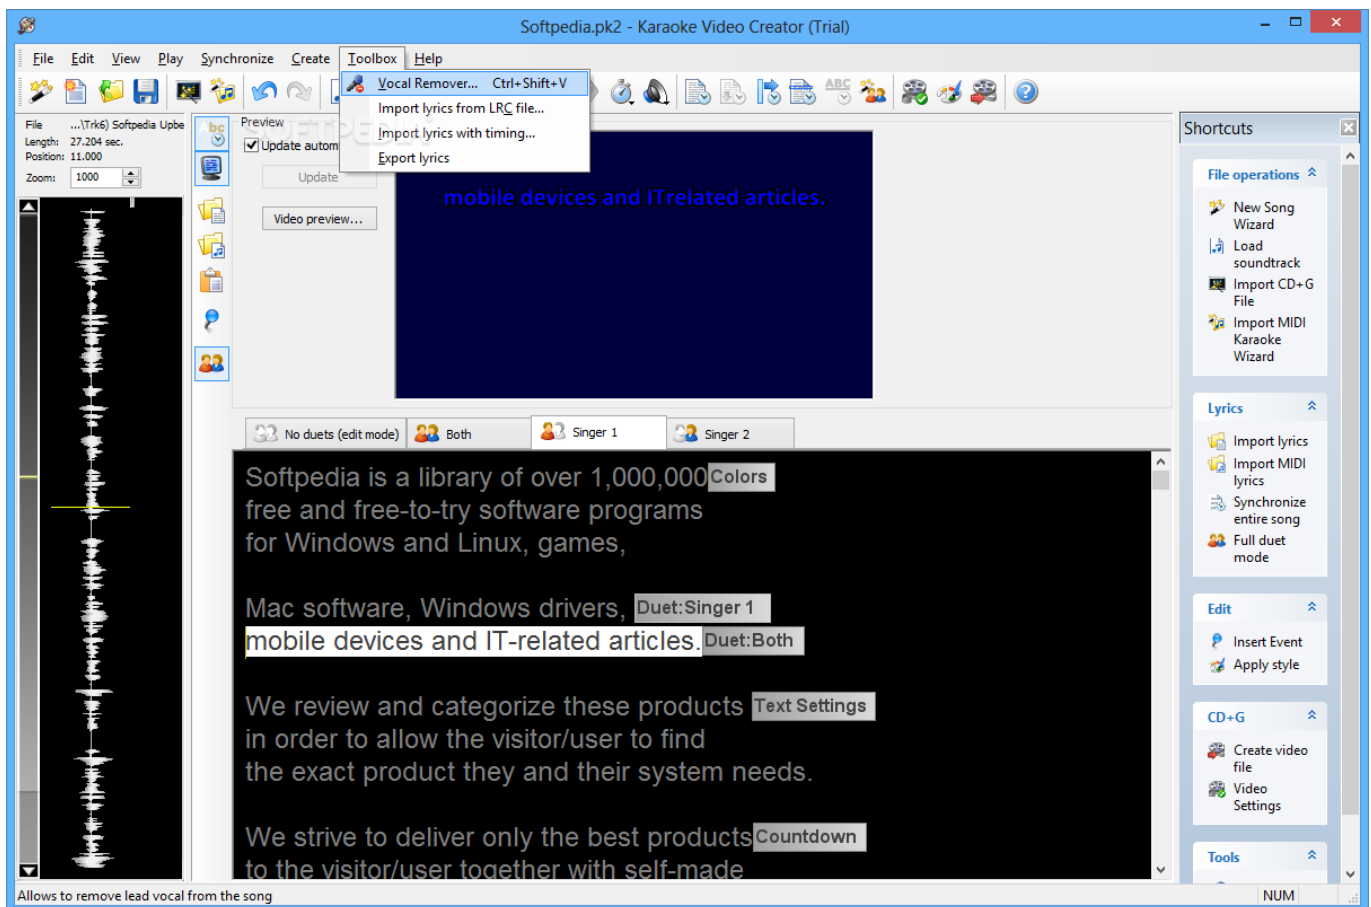 Softpedia.pk2 - Karaoke Video Creator (Trial)
File Edit View Play Synchronize Create Toolbox Help
Vocal Remover... Ctrl+Shift+V
Import lyrics from LRC file...
Import lyrics with timing...
Export lyrics
File ...\Trk6) Softpedia Upbe
Length: 27.204 sec.
Position: 11.000
Zoom: 1000
Preview
SOFTPEDIA
Update autom
Update
Video preview...
mobile devices and ITrelated articles.
No duets (edit mode) Both Singer 1 Singer 2
Softpedia is a library of over 1,000,000 Colors
free and free-to-try software programs
for Windows and Linux, games,
Mac software, Windows drivers, Duet:Singer 1
mobile devices and IT-related articles. Duet:Both
We review and categorize these products Text Settings
in order to allow the visitor/user to find
the exact product they and their system needs.
We strive to deliver only the best products Countdown
to the visitor/user together with self-made
Shortcuts
File operations
New Song
Wizard
Load
soundtrack
Import CD+G
File
Import MIDI
Karaoke
Wizard
Lyrics
Import lyrics
Import MIDI
lyrics
Synchronize
entire song
Full duet
mode
Edit
Insert Event
Apply style
CD+G
Create video
file
Video
Settings
Tools
Allows to remove lead vocal from the song
NUM